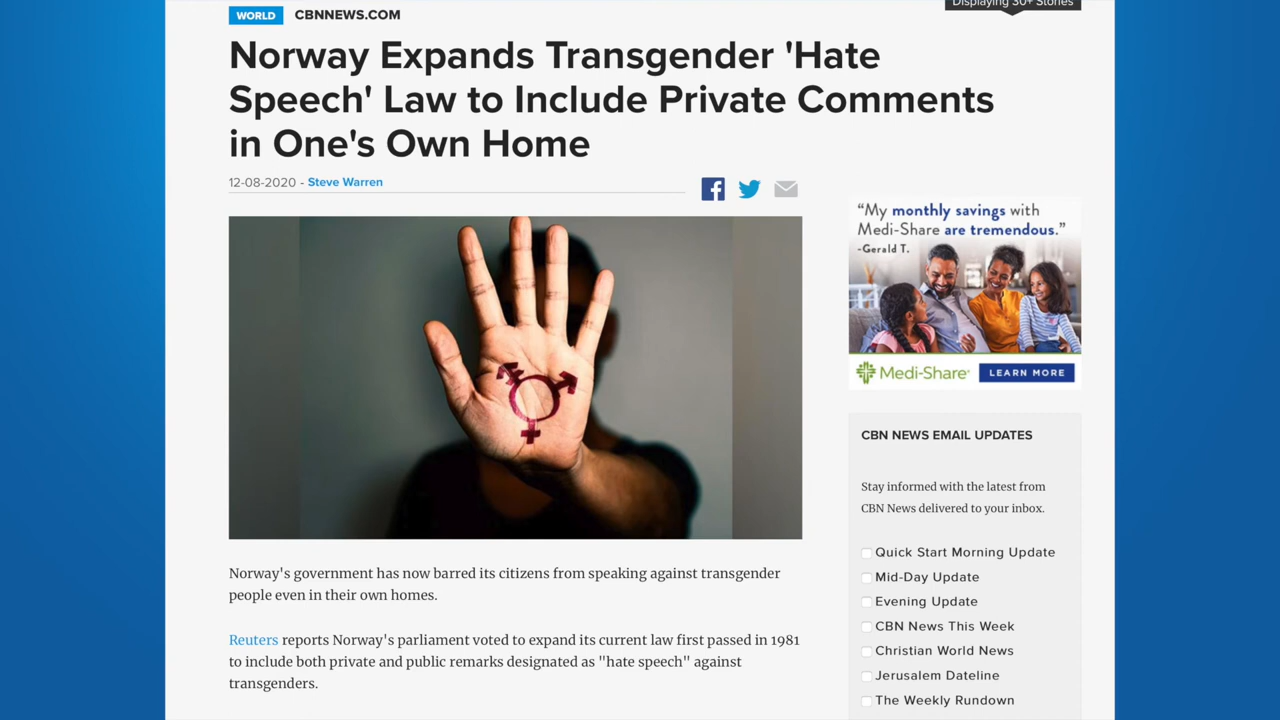 Displaying 30+ Stories
WORLD CBNNEWS.COM
Norway Expands Transgender 'Hate
Speech' Law to Include Private Comments
in One's Own Home
12-08-2020 - Steve Warren
"My monthly savings with
Medi-Share are tremendous."
-Gerald T.
Medi-Share LEARN MORE
Norway's government has now barred its citizens from speaking against transgender
people even in their own homes.
Reuters reports Norway's parliament voted to expand its current law first passed in 1981
to include both private and public remarks designated as "hate speech" against
transgenders.
CBN NEWS EMAIL UPDATES
Stay informed with the latest from
CBN News delivered to your inbox.
Quick Start Morning Update
Mid-Day Update
Evening Update
CBN News This Week
Christian World News
Jerusalem Dateline
The Weekly Rundown